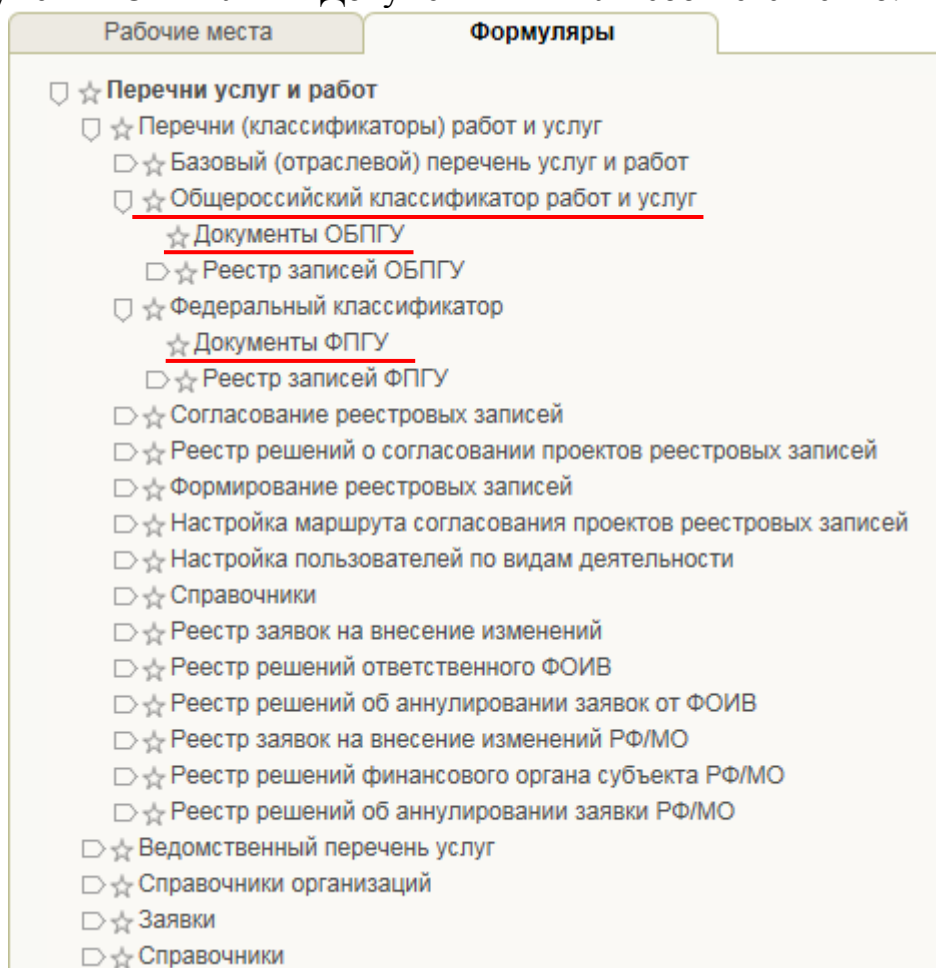 Рабочие места
Формуляры
Перечни услуг и работ
Перечни (классификаторы) работ и услуг
Базовый (отраслевой) перечень услуг и работ
Общероссийский классификатор работ и услуг
Документы ОБПГУ
Реестр записей ОБПГУ
Федеральный классификатор
Документы ФПГУ
Реестр записей ФПГУ
Согласование реестровых записей
Реестр решений о согласовании проектов реестровых записей
Формирование реестровых записей
Настройка маршрута согласования проектов реестровых записей
Настройка пользователей по видам деятельности
Справочники
Реестр заявок на внесение изменений
Реестр решений ответственного ФОИВ
Реестр решений об аннулировании заявок от ФОИВ
Реестр заявок на внесение изменений РФ/МО
Реестр решений финансового органа субъекта РФ/МО
Реестр решений об аннулировании заявки РФ/МО
Ведомственный перечень услуг
Справочники организаций
Заявки
Справочники